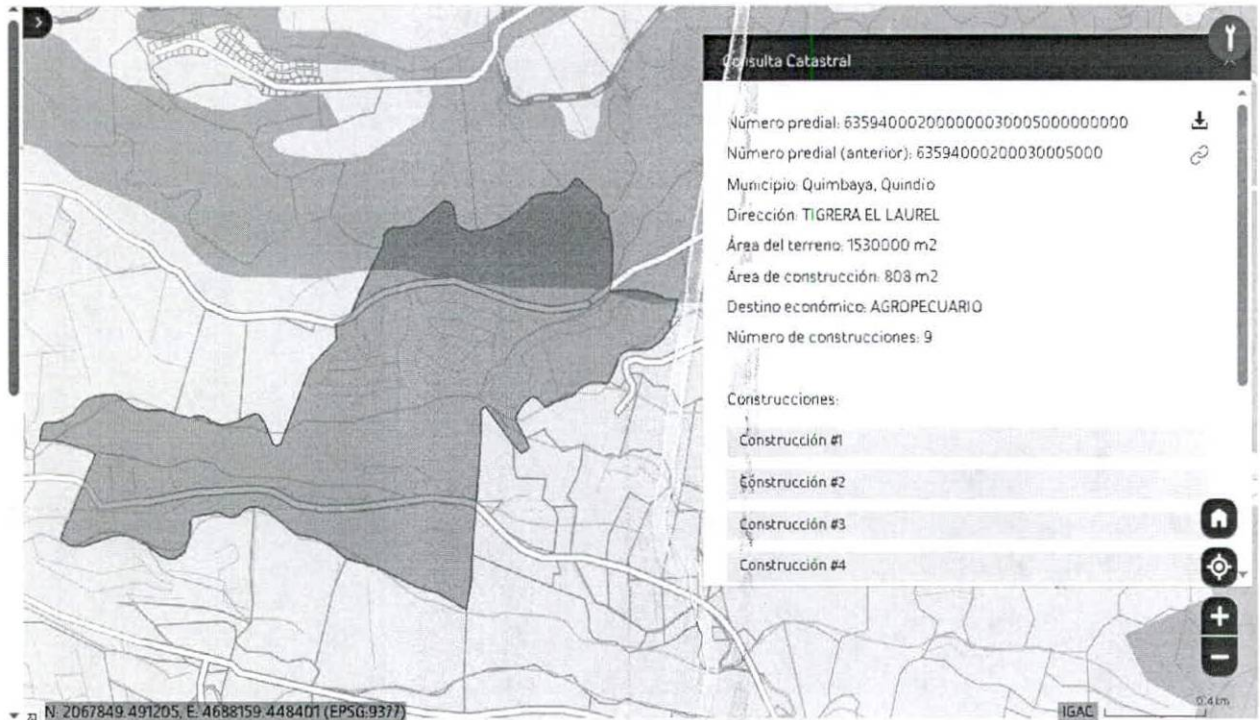 Consulta Catastral
Número predial: 635940002000000030005000000000
Número predial (anterior): 63594000200030005000
Municipio: Quimbaya, Quindio
Dirección: TIGRERA EL LAUREL
Área del terreno: 1530000 m2
Área de construcción: 808 m2
Destino económico: AGROPECUARIO
Número de construcciones: 9
Construcciones:
Construcción #1
Construcción #2
Construcción #3
Construcción #4
N: 2067849.491205, E: 4688159.448401 (EPSG:9377)
IGAC
0.4 km